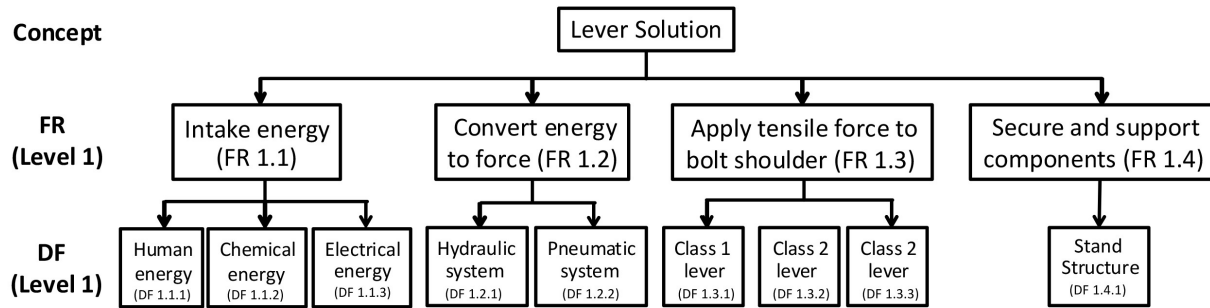 Concept
Lever Solution
FR
(Level 1)
Intake energy
(FR 1.1)
Convert energy
to force (FR 1.2)
Apply tensile force to
bolt shoulder (FR 1.3)
Secure and support
components (FR 1.4)
DF
(Level 1)
Human
energy
(DF 1.1.1)
Chemical
energy
(DF 1.1.2)
Electrical
energy
(DF 1.1.3)
Hydraulic
system
(DF 1.2.1)
Pneumatic
system
(DF 1.2.2)
Class 1
lever
(DF 1.3.1)
Class 2
lever
(DF 1.3.2)
Class 2
lever
(DF 1.3.3)
Stand
Structure
(DF 1.4.1)